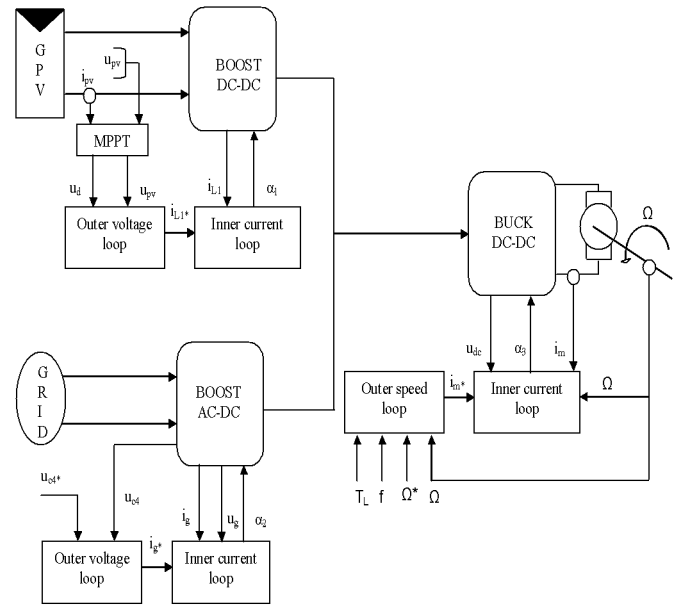 G
P
V
i_pv
u_pv
BOOST
DC-DC
MPPT
u_d
u_pv
i_L1
α_1
Outer voltage
loop
i_L1*
Inner current
loop
BUCK
DC-DC
Ω
u_dc
α_3
i_m
Outer speed
loop
i_m*
Inner current
loop
Ω
T_L
f
Ω*
Ω
G
R
I
D
BOOST
AC-DC
u_c4*
u_c4
i_g
u_g
α_2
Outer voltage
loop
i_g*
Inner current
loop